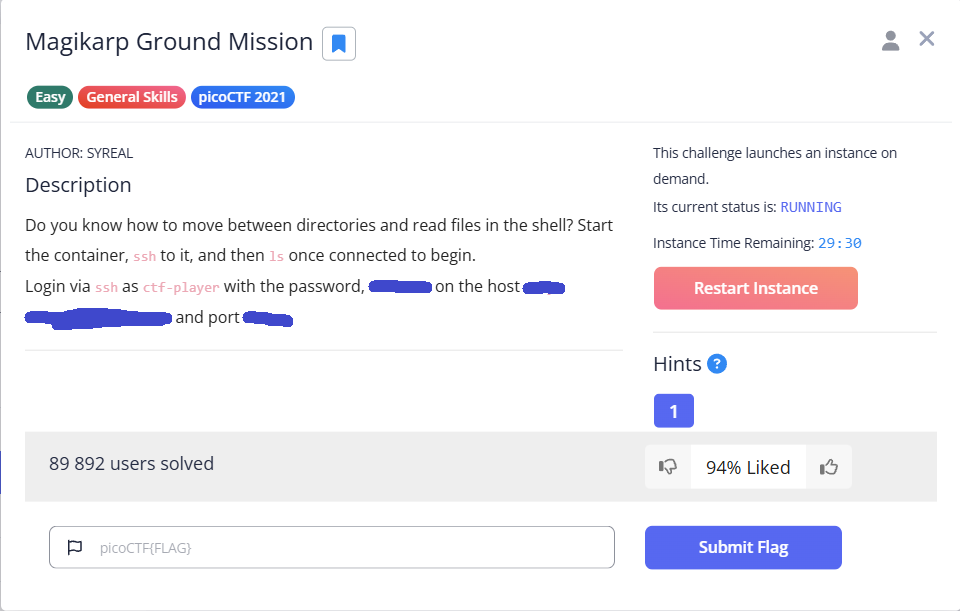 Magikarp Ground Mission
Easy General Skills picoCTF 2021
AUTHOR: SYREAL
Description
Do you know how to move between directories and read files in the shell? Start
the container, ssh to it, and then ls once connected to begin.
Login via ssh as ctf-player with the password, on the host
and port
This challenge launches an instance on
demand.
Its current status is: RUNNING
Instance Time Remaining: 29:30
Restart Instance
Hints ?
1
89 892 users solved
94% Liked
picoCTF{FLAG}
Submit Flag